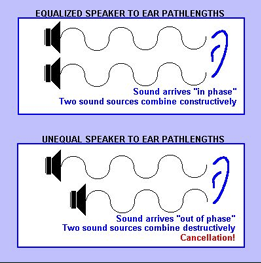 EQUALIZED SPEAKER TO EAR PATHLENGTHS
Sound arrives "in phase"
Two sound sources combine constructively
UNEQUAL SPEAKER TO EAR PATHLENGTHS
Sound arrives "out of phase"
Two sound sources combine destructively
Cancellation!